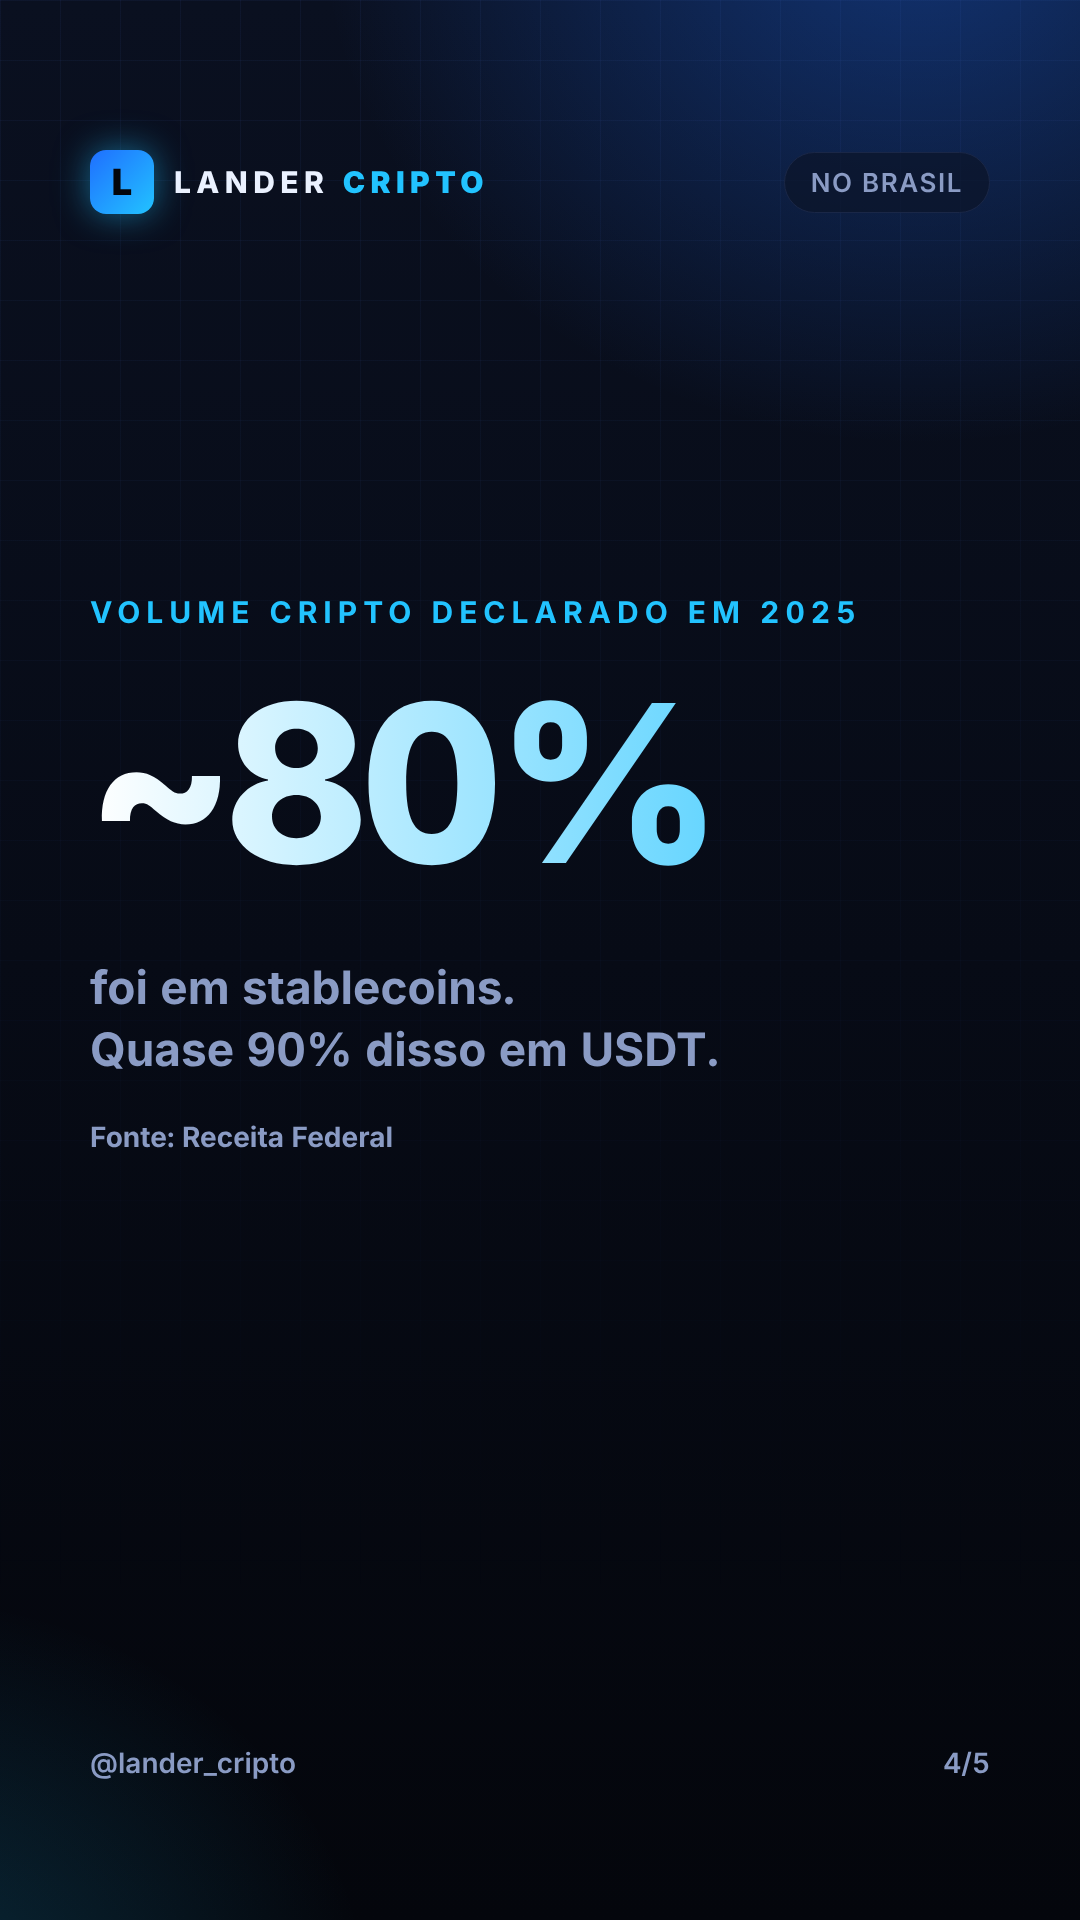 L LANDER CRIPTO
NO BRASIL
VOLUME CRIPTO DECLARADO EM 2025
~80%
foi em stablecoins.
Quase 90% disso em USDT.
Fonte: Receita Federal
@lander_cripto
4/5